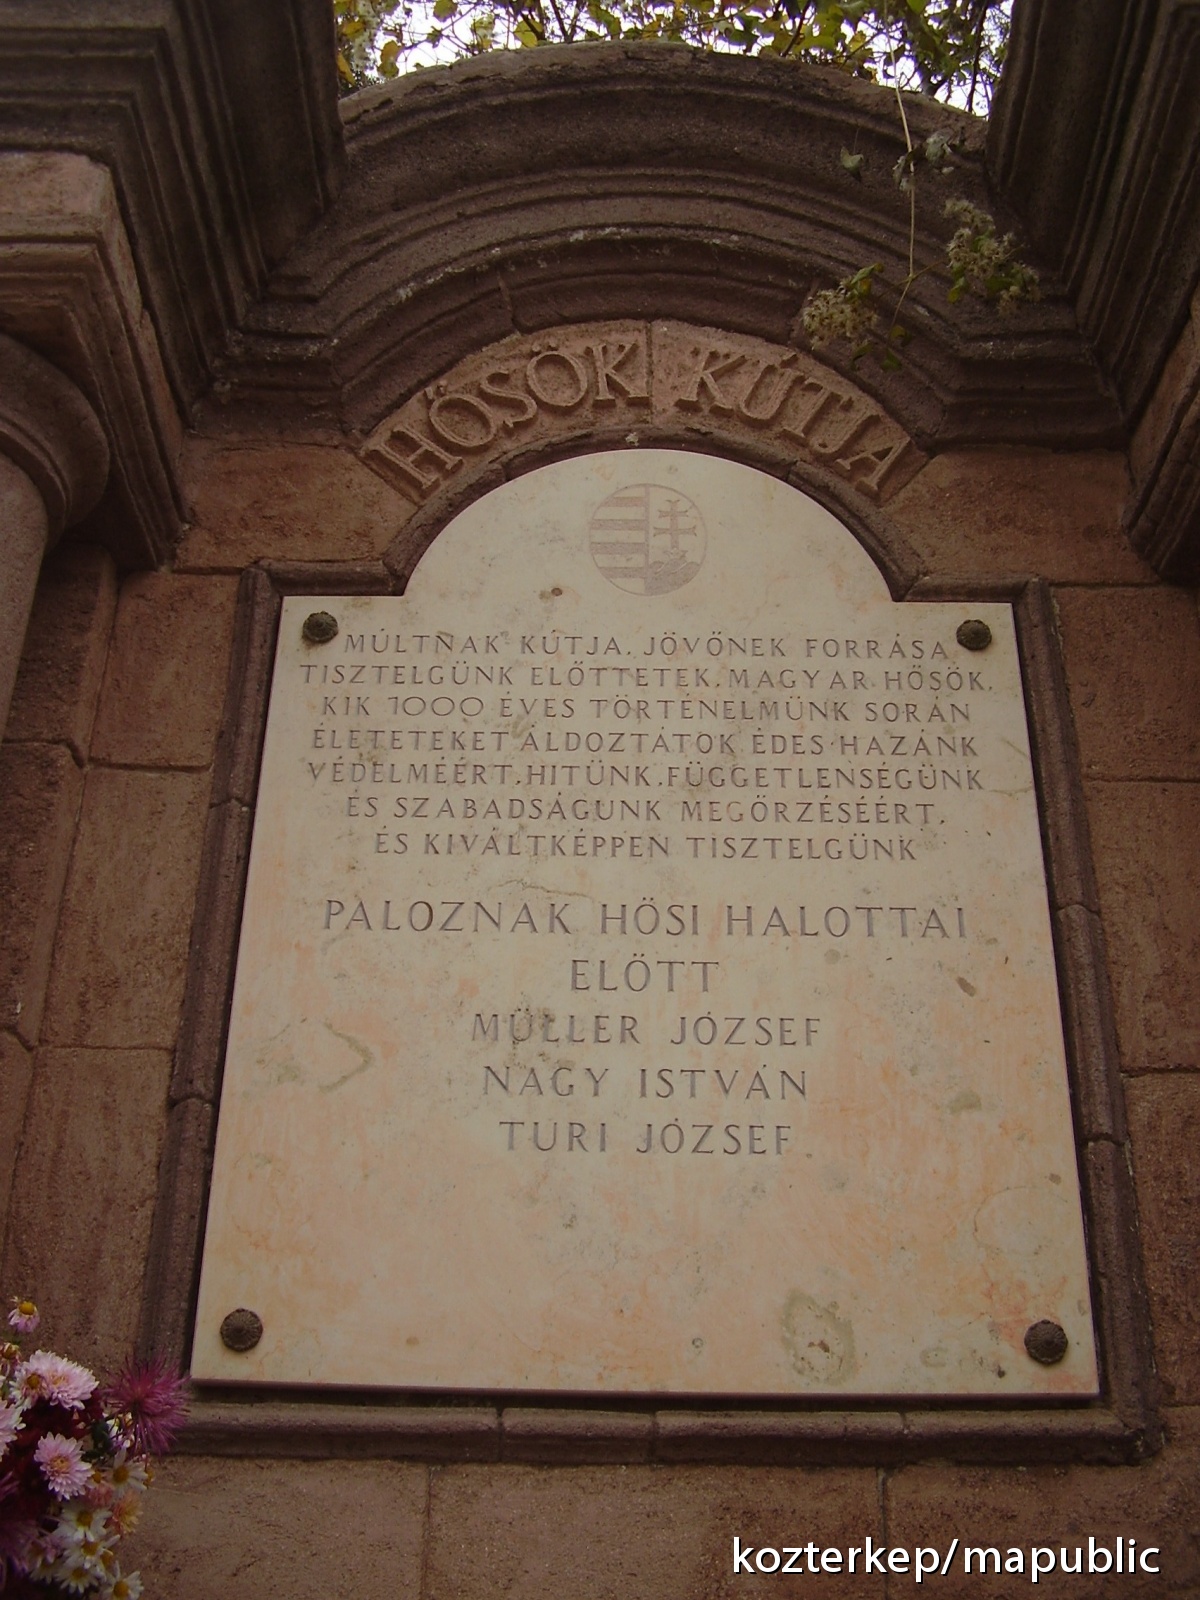 HŐSÖK KÚTJA
MÚLTNAK KÚTJA. JÖVŐNEK FORRÁSA
TISZTELGÜNK ELŐTTETEK, MAGYAR HŐSÖK,
KIK 1000 ÉVES TÖRTÉNELMÜNK SORÁN
ÉLETETEKET ÁLDOZTÁTOK ÉDES HAZÁNK
VÉDELMÉÉRT, HITÜNK, FÜGGETLENSÉGÜNK
ÉS SZABADSÁGUNK MEGŐRZÉSÉÉRT,
ÉS KIVÁLTKÉPPEN TISZTELGÜNK
PALOZNAK HŐSI HALOTTAI
ELŐTT
MÜLLER JÓZSEF
NAGY ISTVÁN
TURI JÓZSEF
kozterkep/mapublic